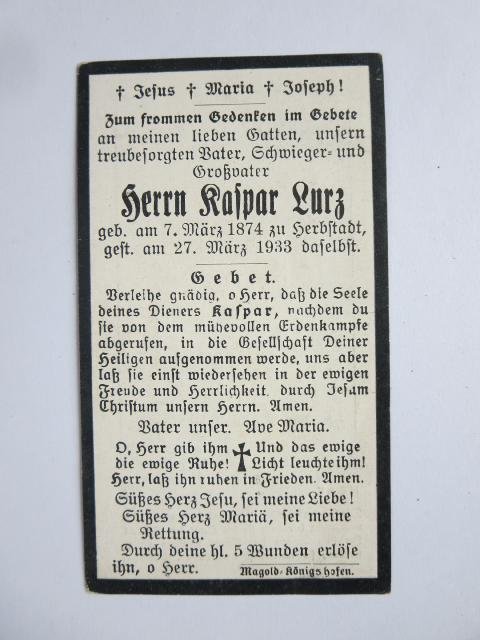 † Jesus † Maria † Joseph!
Zum frommen Gedenken im Gebete
an meinen lieben Gatten, unsern
treubesorgten Vater, Schwieger- und
Großvater
Herrn Kaspar Lurz
geb. am 7. März 1874 zu Herbstadt,
gest. am 27. März 1933 daselbst.
Gebet.
Verleihe gnädig, o Herr, daß die Seele
deines Dieners Kaspar, nachdem du
sie von dem mühevollen Erdenkampfe
abgerufen, in die Gesellschaft Deiner
Heiligen aufgenommen werde, uns aber
laß sie einst wiedersehen in der ewigen
Freude und Herrlichkeit durch Jesum
Christum unsern Herrn. Amen.
Vater unser. Ave Maria.
O, Herr gib ihm † Und das ewige
die ewige Ruhe! Licht leuchte ihm!
Herr, laß ihn ruhen in Frieden. Amen.
Süßes Herz Jesu, sei meine Liebe!
Süßes Herz Mariä, sei meine
Rettung.
Durch deine hl. 5 Wunden erlöse
ihn, o Herr. Magold-Königshofen.